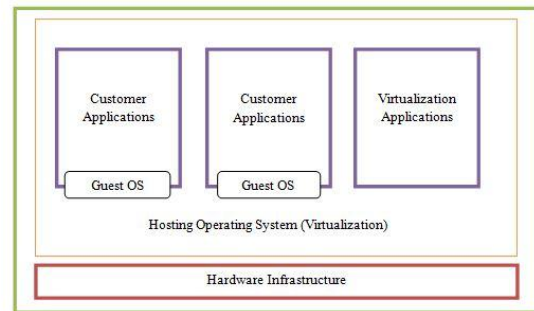 Customer
Applications
Customer
Applications
Virtualization
Applications
Guest OS
Guest OS
Hosting Operating System (Virtualization)
Hardware Infrastructure